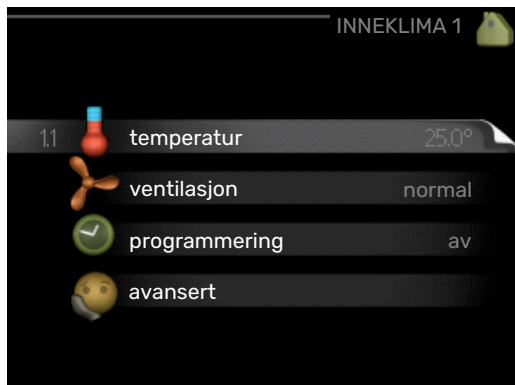 INNEKLIMA 1
1.1 temperatur 25.0°
ventilasjon normal
programmering av
avansert